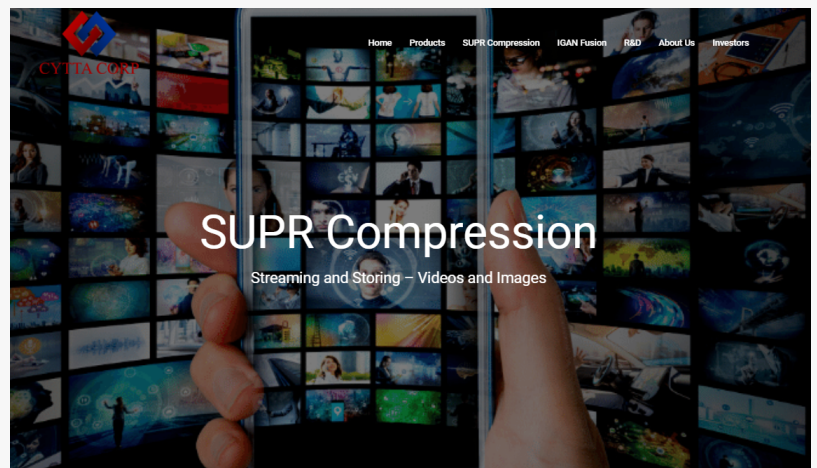 CYTTA CORP
Home Products SUPR Compression IGAN Fusion R&D About Us Investors
SUPR Compression
Streaming and Storing – Videos and Images